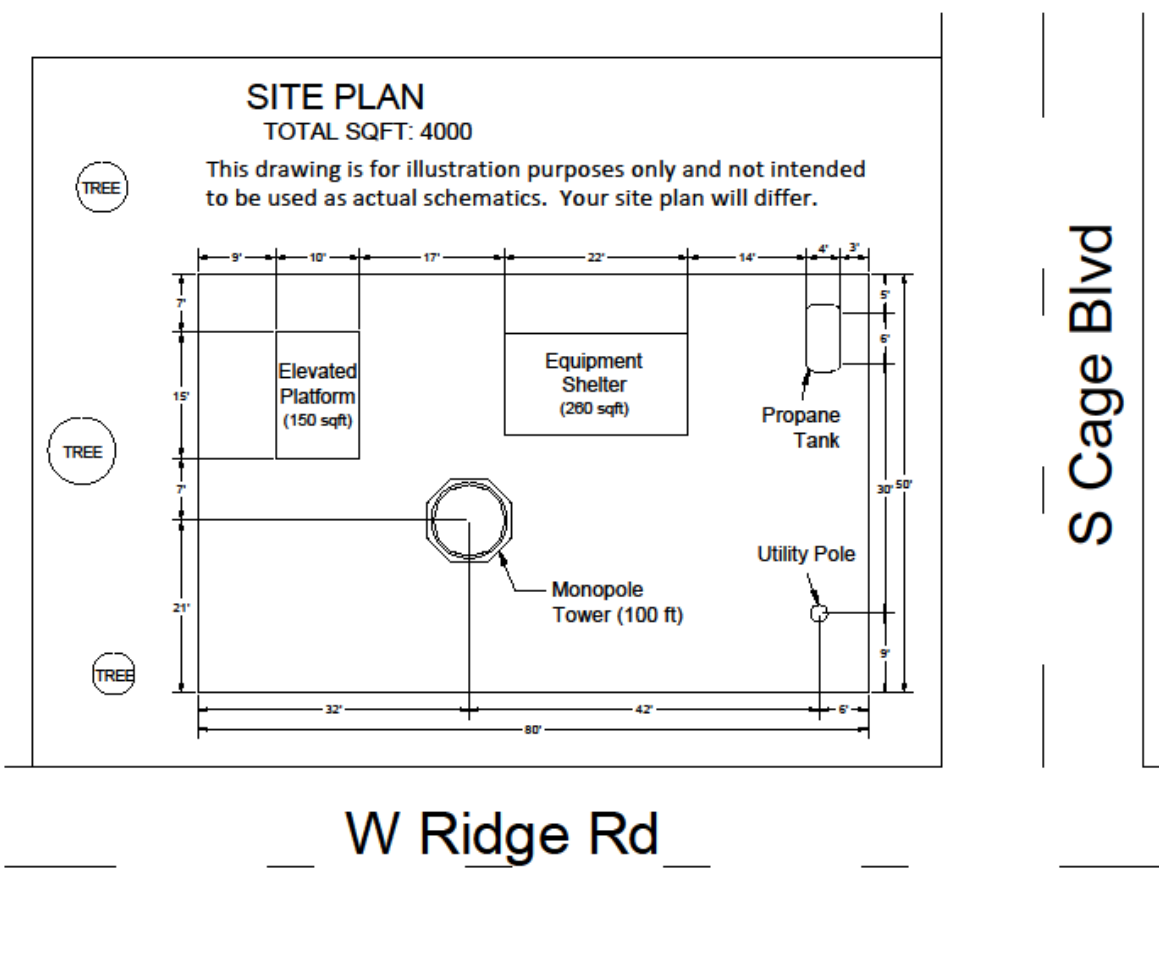 SITE PLAN
TOTAL SQFT: 4000
This drawing is for illustration purposes only and not intended
to be used as actual schematics.  Your site plan will differ.
TREE
9' 10' 17' 22' 14' 4' 3'
7'
5'
6'
Elevated
Platform
(150 sqft)
Equipment
Shelter
(260 sqft)
15'
Propane
Tank
TREE
7'
30' 50'
Utility Pole
Monopole
Tower (100 ft)
21'
9'
TREE
32' 42' 6'
80'
S Cage Blvd
W Ridge Rd